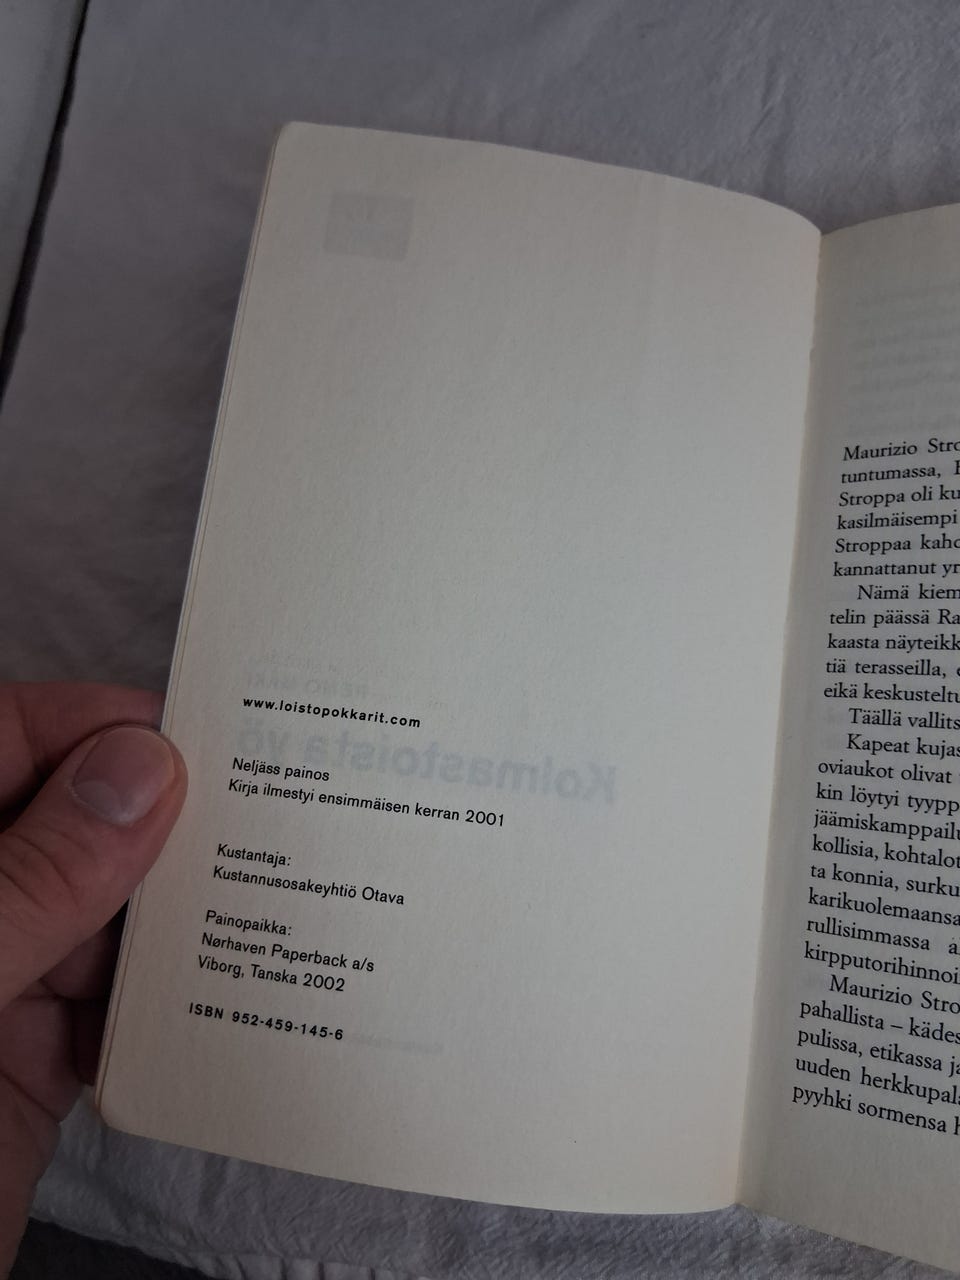 www.loistopokkarit.com
Neljäss painos
Kirja ilmestyi ensimmäisen kerran 2001
Kustantaja:
Kustannusosakeyhtiö Otava
Painopaikka:
Nørhaven Paperback a/s
Viborg, Tanska 2002
ISBN 952-459-145-6
Kolmastoista yö
Maurizio Stro
tuntumassa,
Stroppa oli ku
kasilmäisempi
Stroppaa kaho
kannattanut yr
Nämä kiem
telin päässä Ra
kaasta näyteikk
tiä terasseilla,
eikä keskusteltu
Täällä vallits
Kapeat kujas
oviaukot olivat
kin löytyi tyypp
jäämiskamppailu
kollisia, kohtalot
ta konnia, surku
karikuolemaansa
rullisimmassa
kirpputorihinnoi
Maurizio Stro
pahallista – kädes
pulissa, etikassa ja
uuden herkkupala
pyyhki sormensa